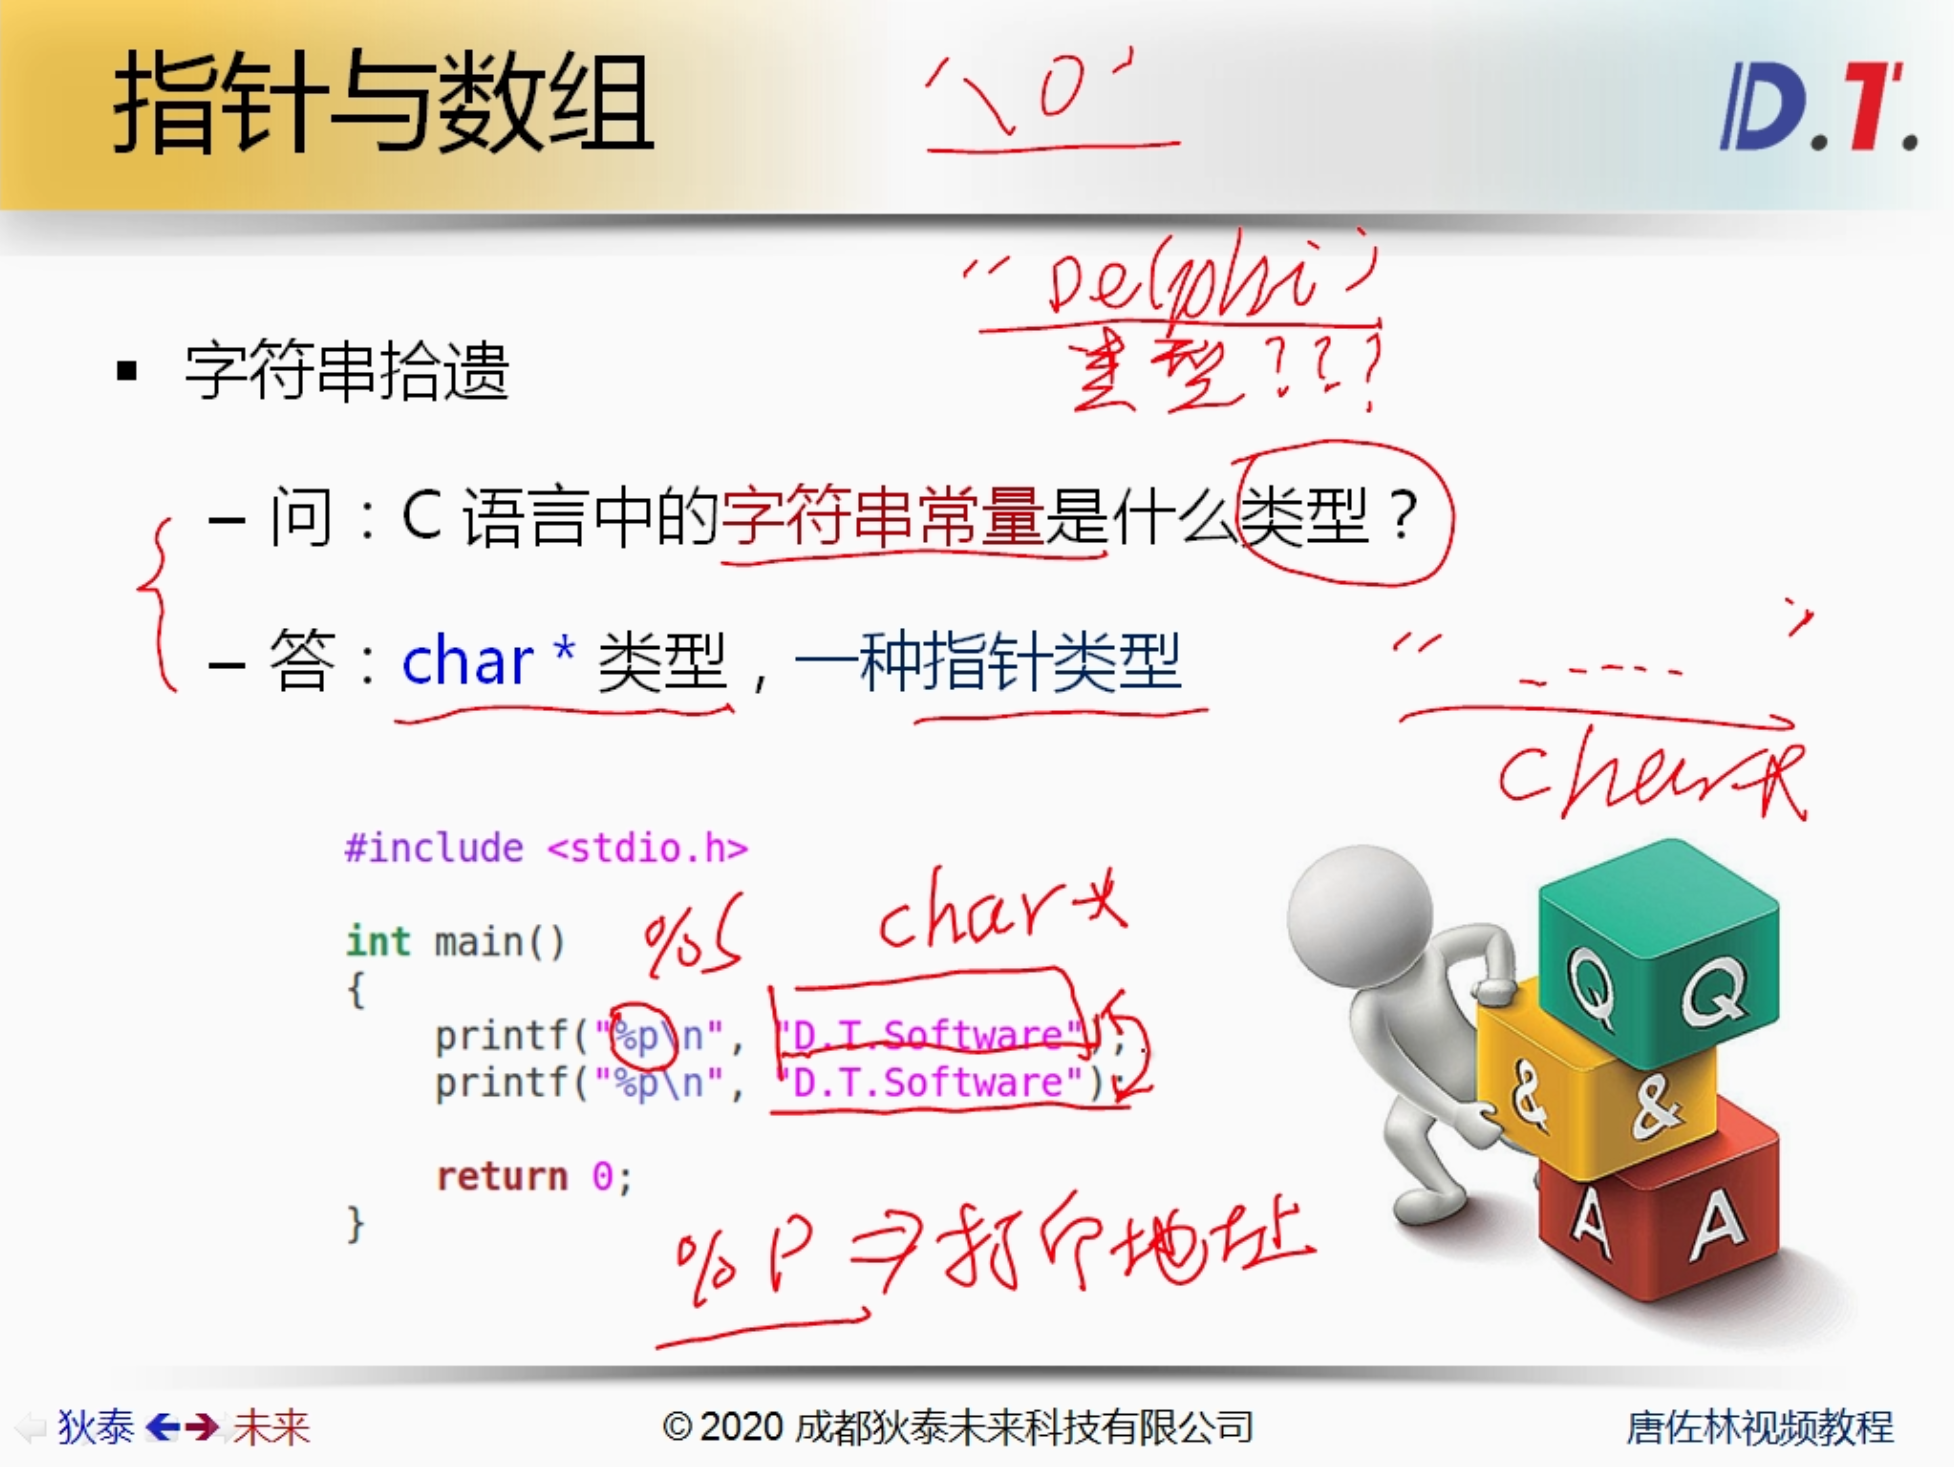 指针与数组
'\0'
D.T.
"Delphi"
类型???
▪ 字符串拾遗
– 问：C 语言中的字符串常量是什么类型？
– 答：char * 类型，一种指针类型
" ----- "
char*
#include <stdio.h>
%s
char*
int main()
{
printf("%p\n", "D.T.Software");
printf("%p\n", "D.T.Software");
return 0;
}
%p ⇒ 打印地址
Q Q
& &
A A
狄泰 未来
© 2020 成都狄泰未来科技有限公司
唐佐林视频教程